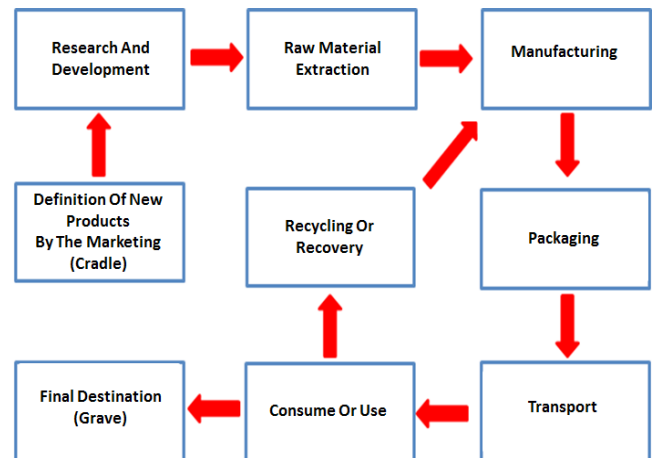 Research And
Development
Raw Material
Extraction
Manufacturing
Definition Of New
Products
By The Marketing
(Cradle)
Recycling Or
Recovery
Packaging
Final Destination
(Grave)
Consume Or Use
Transport